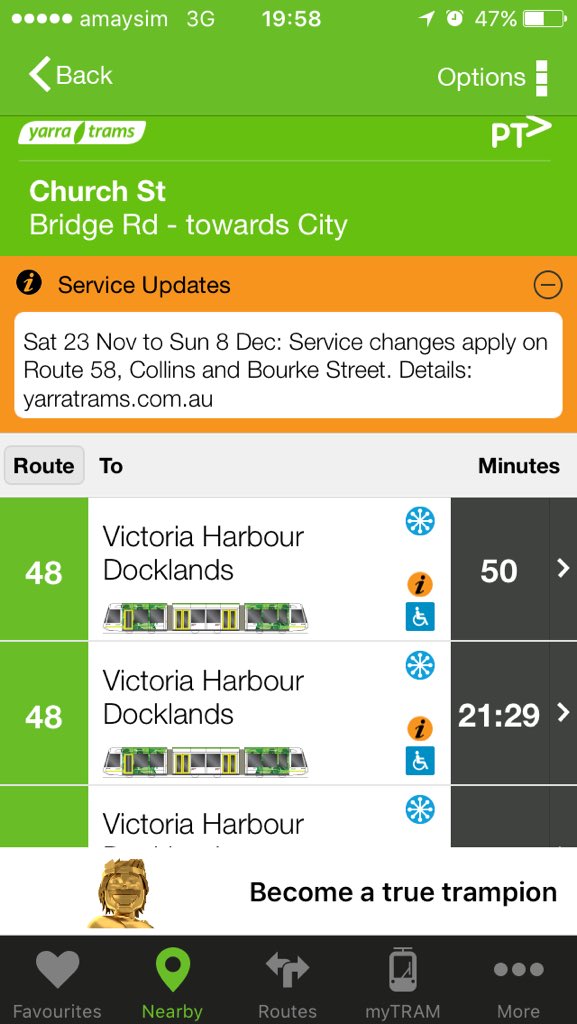 amaysim 3G 19:58 47%
Back Options
yarra trams PT>
Church St
Bridge Rd - towards City
i Service Updates
Sat 23 Nov to Sun 8 Dec: Service changes apply on
Route 58, Collins and Bourke Street. Details:
yarratrams.com.au
Route To Minutes
48 Victoria Harbour
Docklands
i
50
48 Victoria Harbour
Docklands
i
21:29
Victoria Harbour
Become a true trampion
Favourites Nearby Routes myTRAM More